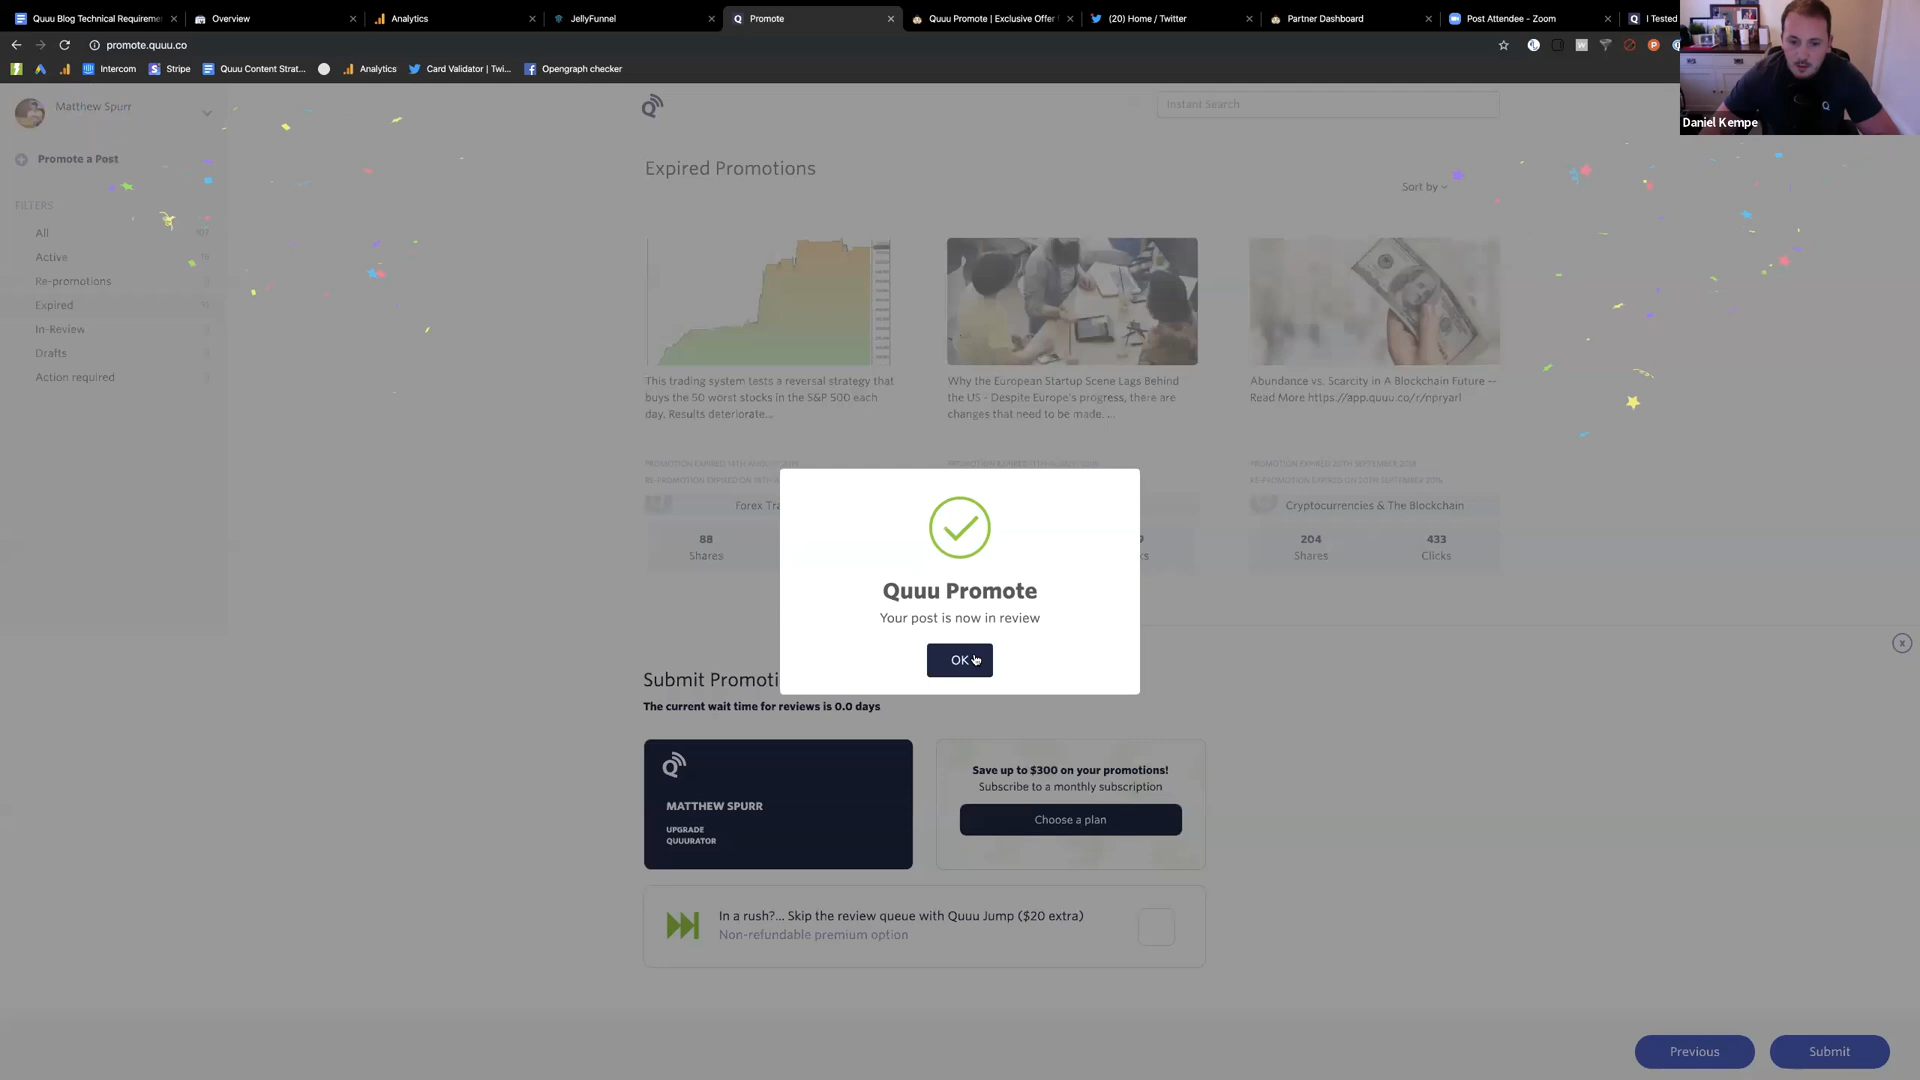 Quuu Blog Technical Requireme
Overview
Analytics
JellyFunnel
Promote
Quuu Promote | Exclusive Offer
(20) Home / Twitter
Partner Dashboard
Post Attendee - Zoom
I Tested
promote.quuu.co
Intercom
Stripe
Quuu Content Strat...
Analytics
Card Validator | Twi...
Opengraph checker
Daniel Kempe
Matthew Spurr
Instant Search
Promote a Post
Expired Promotions
Sort by
FILTERS
All
Active
Re-promotions
Expired
In-Review
Drafts
Action required
This trading system tests a reversal strategy that
buys the 50 worst stocks in the S&P 500 each
day. Results deteriorate...
Why the European Startup Scene Lags Behind
the US - Despite Europe's progress, there are
changes that need to be made. ...
Abundance vs. Scarcity in A Blockchain Future --
Read More https://app.quuu.co/r/npryarl
PROMOTION EXPIRED 20TH SEPTEMBER 2018
Forex Tra
Cryptocurrencies & The Blockchain
88
Shares
204
Shares
433
Clicks
Quuu Promote
Your post is now in review
OK
Submit Promoti
The current wait time for reviews is 0.0 days
MATTHEW SPURR
UPGRADE
QUUURATOR
Save up to $300 on your promotions!
Subscribe to a monthly subscription
Choose a plan
In a rush?... Skip the review queue with Quuu Jump ($20 extra)
Non-refundable premium option
Previous
Submit